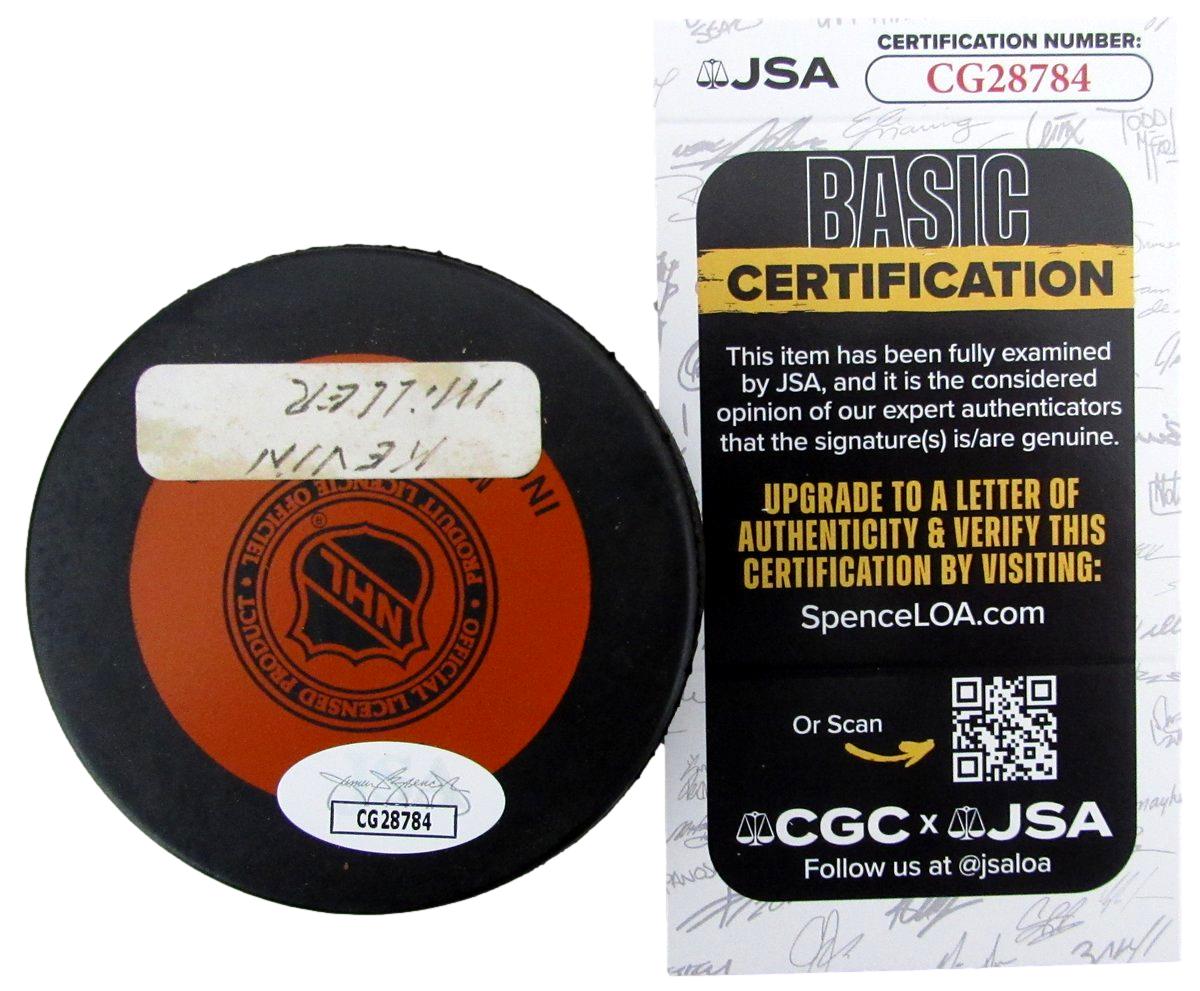 KEVIN
MILLER
IN
M
PRODUIT LICENCIE OFFICIEL • OFFICIAL LICENSED PRODUCT •
®
NHL
CG28784
JSA
CERTIFICATION NUMBER:
CG28784
BASIC
CERTIFICATION
This item has been fully examined
by JSA, and it is the considered
opinion of our expert authenticators
that the signature(s) is/are genuine.
UPGRADE TO A LETTER OF
AUTHENTICITY & VERIFY THIS
CERTIFICATION BY VISITING:
SpenceLOA.com
Or Scan
CGC x JSA
Follow us at @jsaloa